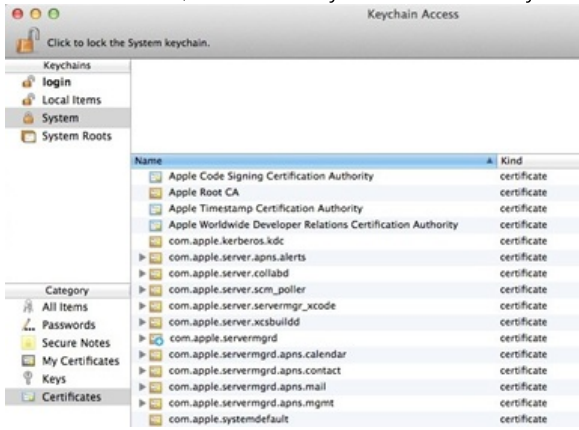 Keychain Access
Click to lock the System keychain.
Keychains
login
Local Items
System
System Roots
Name Kind
Apple Code Signing Certification Authority certificate
Apple Root CA certificate
Apple Timestamp Certification Authority certificate
Apple Worldwide Developer Relations Certification Authority certificate
com.apple.kerberos.kdc certificate
com.apple.server.apns.alerts certificate
com.apple.server.collabd certificate
com.apple.server.scm_poller certificate
com.apple.server.servermgr_xcode certificate
com.apple.server.xcsbuildd certificate
com.apple.servermgrd certificate
com.apple.servermgrd.apns.calendar certificate
com.apple.servermgrd.apns.contact certificate
com.apple.servermgrd.apns.mail certificate
com.apple.servermgrd.apns.mgmt certificate
com.apple.systemdefault certificate
Category
All Items
Passwords
Secure Notes
My Certificates
Keys
Certificates